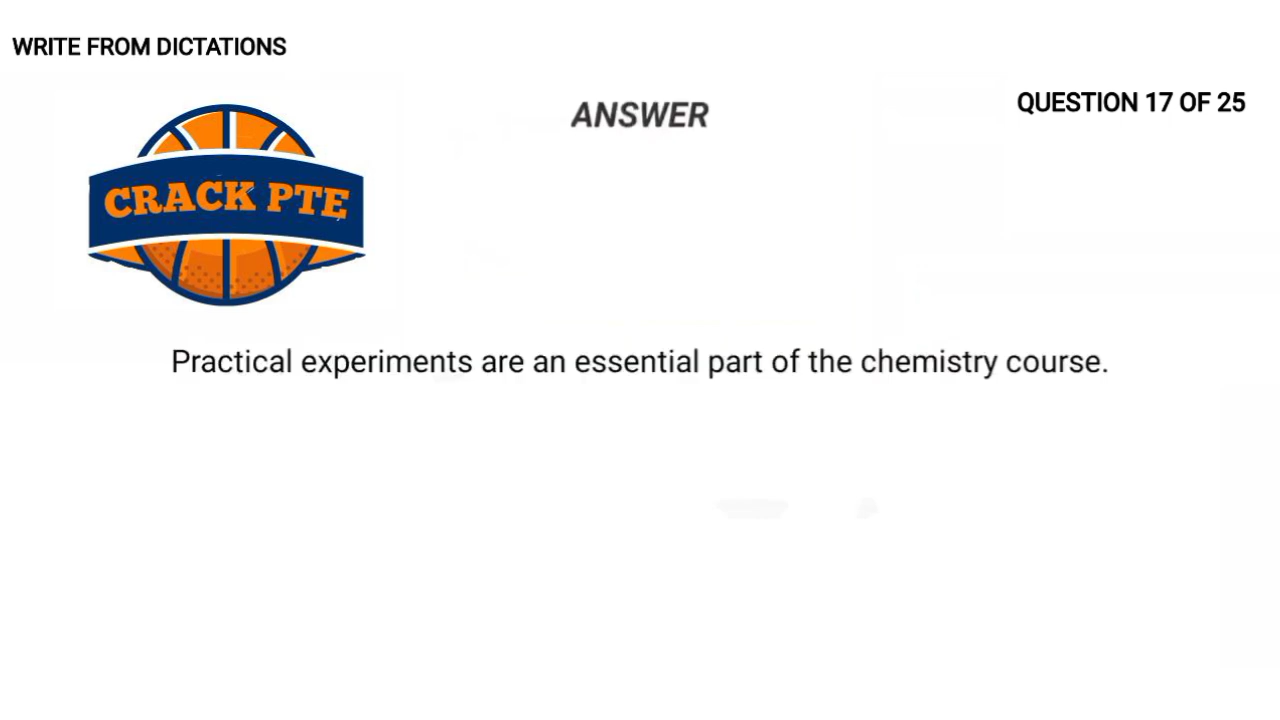 WRITE FROM DICTATIONS
ANSWER
QUESTION 17 OF 25
CRACK PTE
Practical experiments are an essential part of the chemistry course.